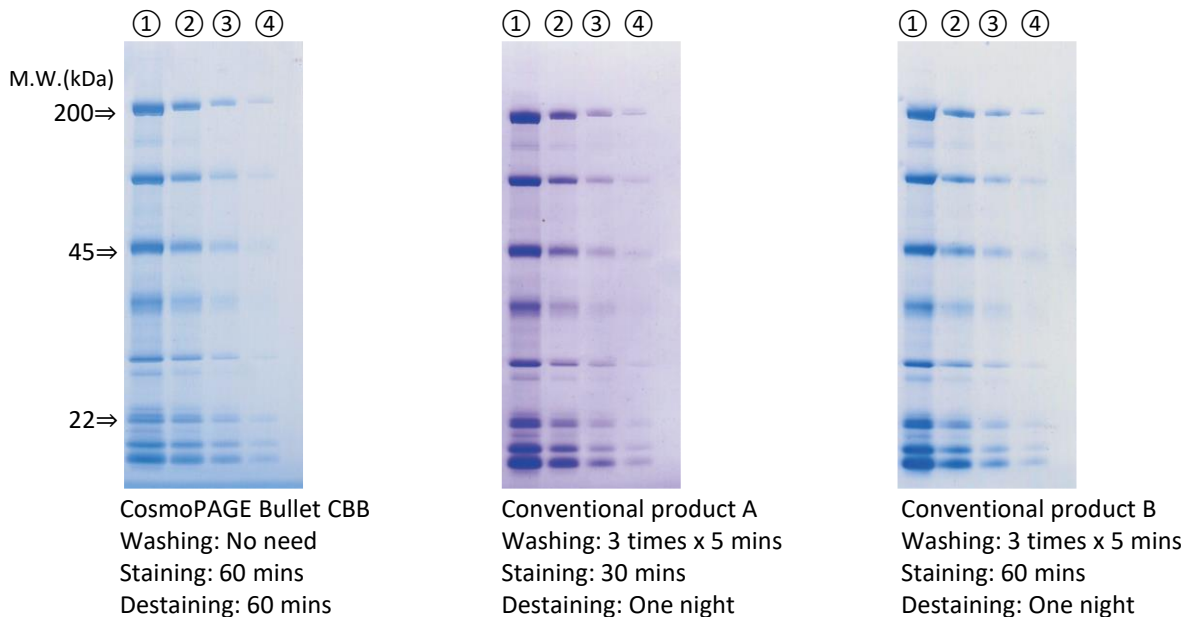 ① ② ③ ④
① ② ③ ④
① ② ③ ④
M.W.(kDa)
200⇒
45⇒
22⇒
CosmoPAGE Bullet CBB
Washing: No need
Staining: 60 mins
Destaining: 60 mins
Conventional product A
Washing: 3 times x 5 mins
Staining: 30 mins
Destaining: One night
Conventional product B
Washing: 3 times x 5 mins
Staining: 60 mins
Destaining: One night